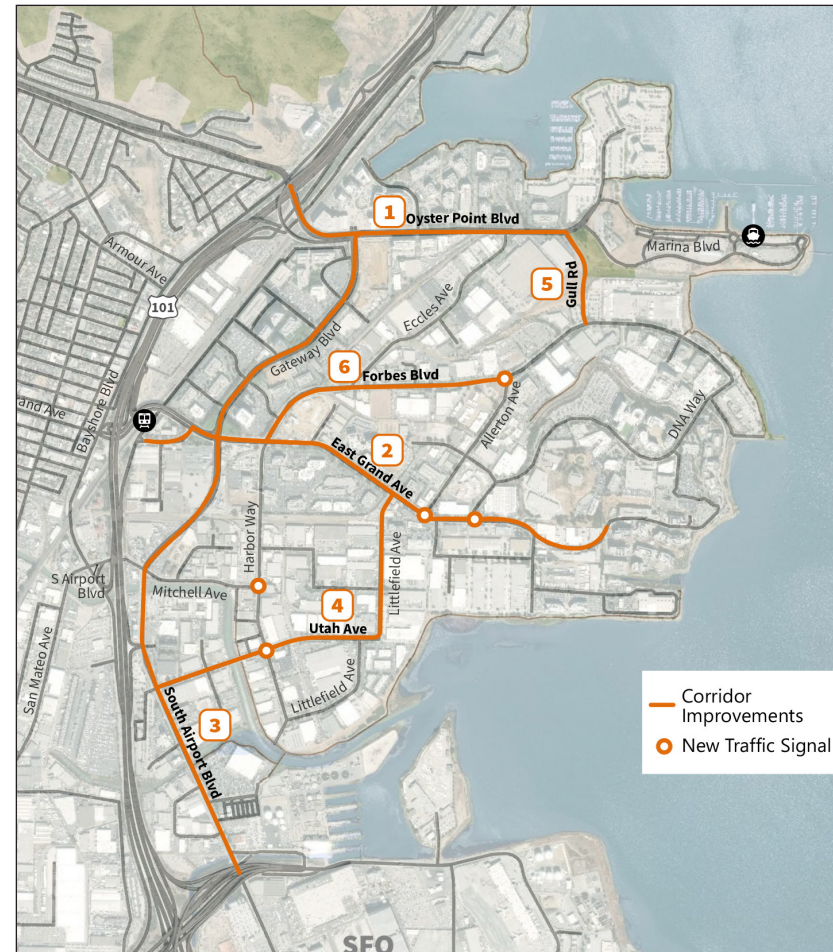 1
Oyster Point Blvd
Marina Blvd
Armour Ave
5
Gull Rd
101
Eccles Ave
Gateway Blvd
6
Forbes Blvd
Bayshore Blvd
and Ave
Allerton Ave
DNA Way
2
East Grand Ave
Harbor Way
Littlefield Ave
S Airport
Blvd
Mitchell Ave
4
Utah Ave
San Mateo Ave
Littlefield Ave
3
South Airport Blvd
Corridor
Improvements
New Traffic Signal
SFO